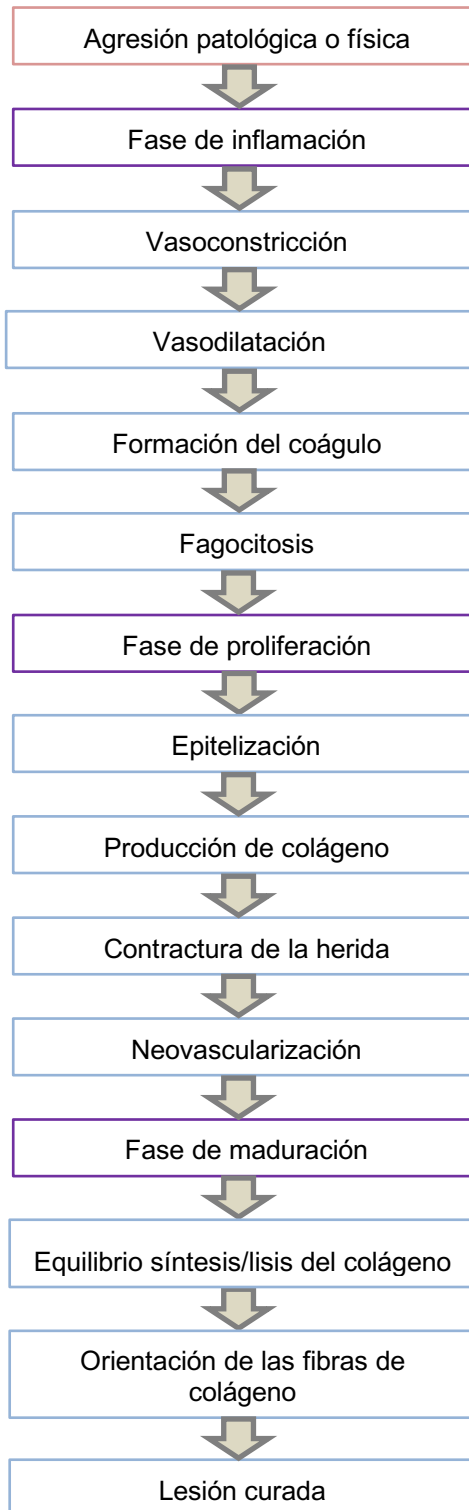 Agresión patológica o física
Fase de inflamación
Vasoconstricción
Vasodilatación
Formación del coágulo
Fagocitosis
Fase de proliferación
Epitelización
Producción de colágeno
Contractura de la herida
Neovascularización
Fase de maduración
Equilibrio síntesis/lisis del colágeno
Orientación de las fibras de
colágeno
Lesión curada